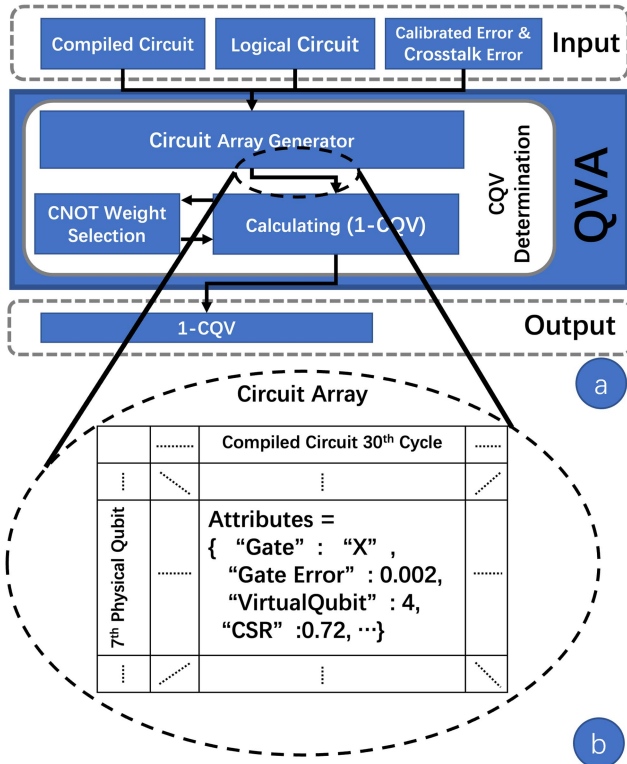 Compiled Circuit
Logical Circuit
Calibrated Error &
Crosstalk Error
Input
Circuit Array Generator
CNOT Weight
Selection
Calculating (1-CQV)
CQV
Determination
QVA
1-CQV
Output
a
Circuit Array
Compiled Circuit 30th Cycle
7th Physical Qubit
Attributes =
{ “Gate” : “X” ,
“Gate Error” : 0.002,
“VirtualQubit” : 4,
“CSR” :0.72, ···}
b